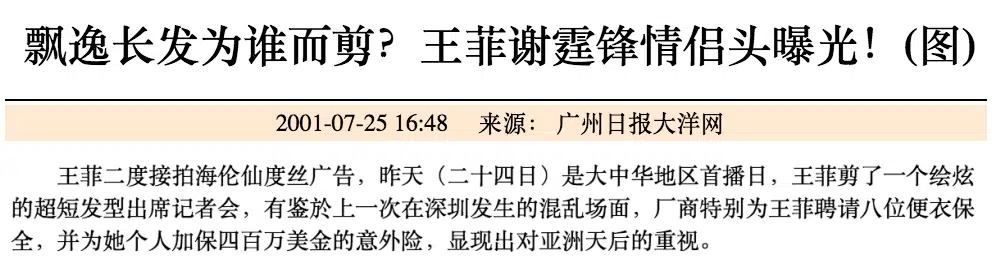 飘逸长发为谁而剪？王菲谢霆锋情侣头曝光！(图)
2001-07-25 16:48 来源： 广州日报大洋网
王菲二度接拍海伦仙度丝广告，昨天（二十四日）是大中华地区首播日，王菲剪了一个绘炫
的超短发型出席记者会，有鉴於上一次在深圳发生的混乱场面，厂商特别为王菲聘请八位便衣保
全，并为她个人加保四百万美金的意外险，显现出对亚洲天后的重视。